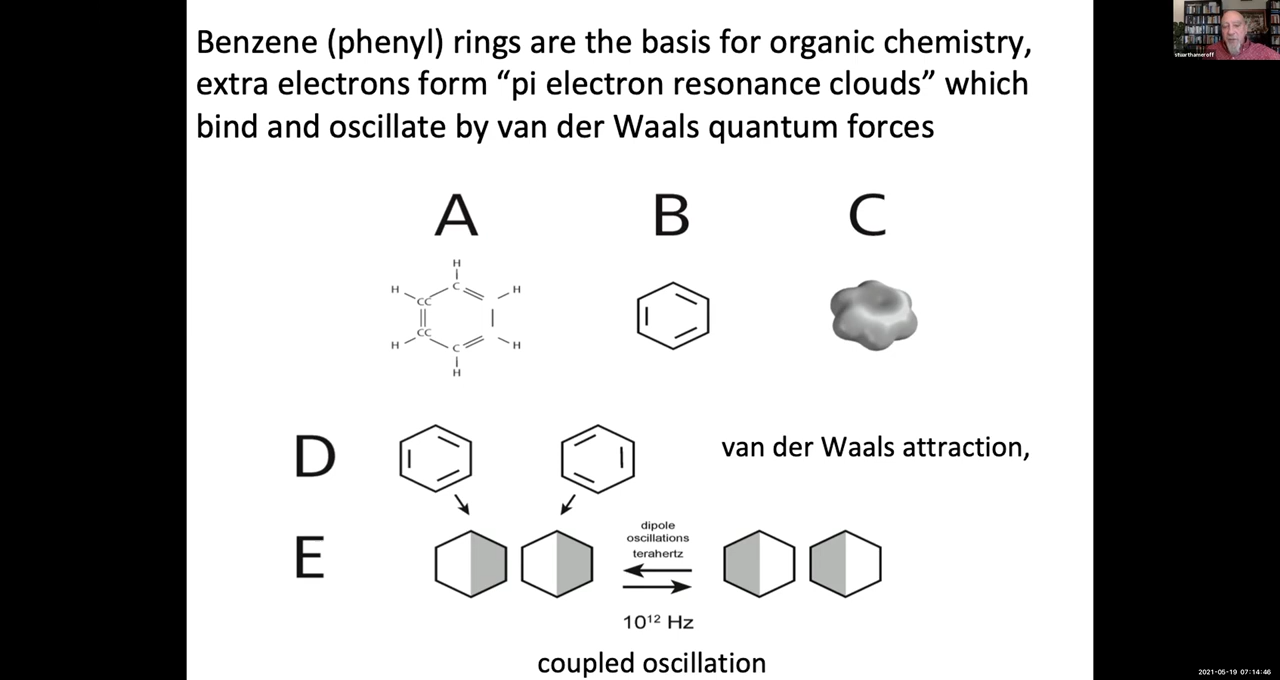 Benzene (phenyl) rings are the basis for organic chemistry,
extra electrons form “pi electron resonance clouds” which
bind and oscillate by van der Waals quantum forces
stuarthameroff
A
B
C
H
H
C
H
CC
CC
H
C
H
H
D
van der Waals attraction,
E
dipole
oscillations
terahertz
10¹² Hz
coupled oscillation
2021-05-19 07:14:46